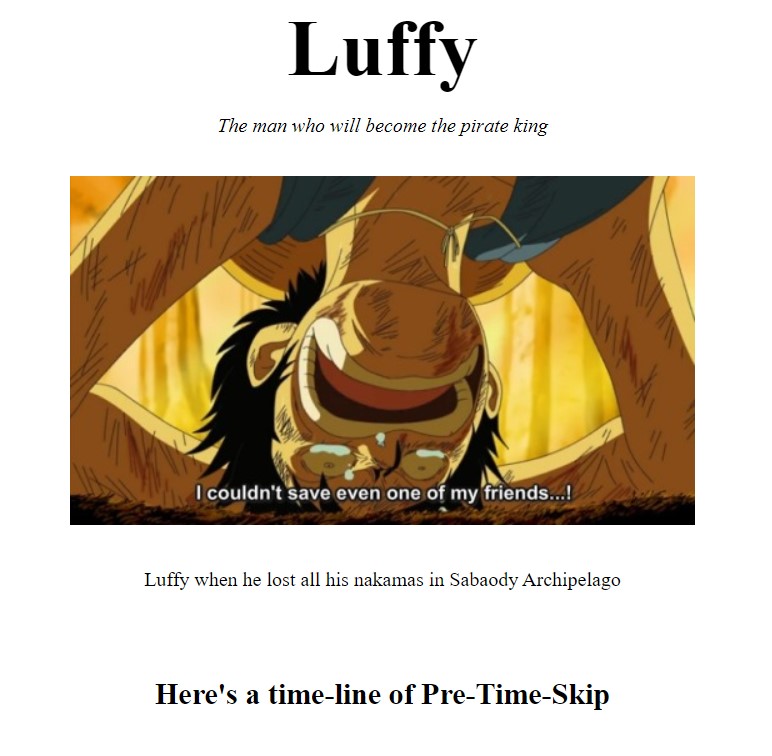 Luffy
The man who will become the pirate king
I couldn't save even one of my friends...!
Luffy when he lost all his nakamas in Sabaody Archipelago
Here's a time-line of Pre-Time-Skip